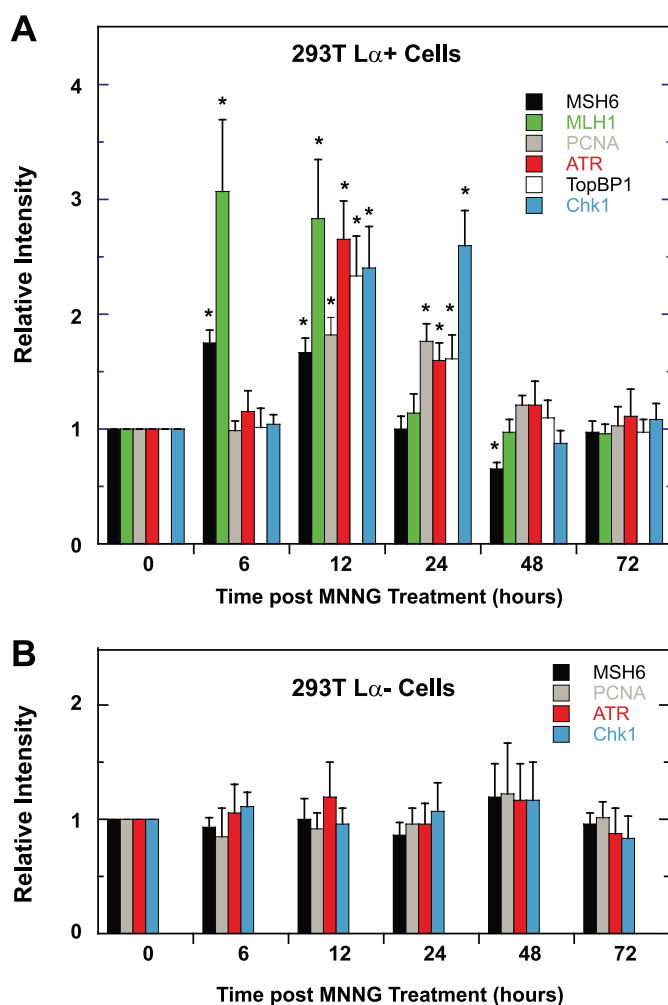 A
293T Lα+ Cells
4
3
2
1
0
Relative Intensity
MSH6
MLH1
PCNA
ATR
TopBP1
Chk1
* * * * * * * * * * * * *
0 6 12 24 48 72
Time post MNNG Treatment (hours)
B
293T Lα- Cells
2
1
0
Relative Intensity
MSH6
PCNA
ATR
Chk1
0 6 12 24 48 72
Time post MNNG Treatment (hours)